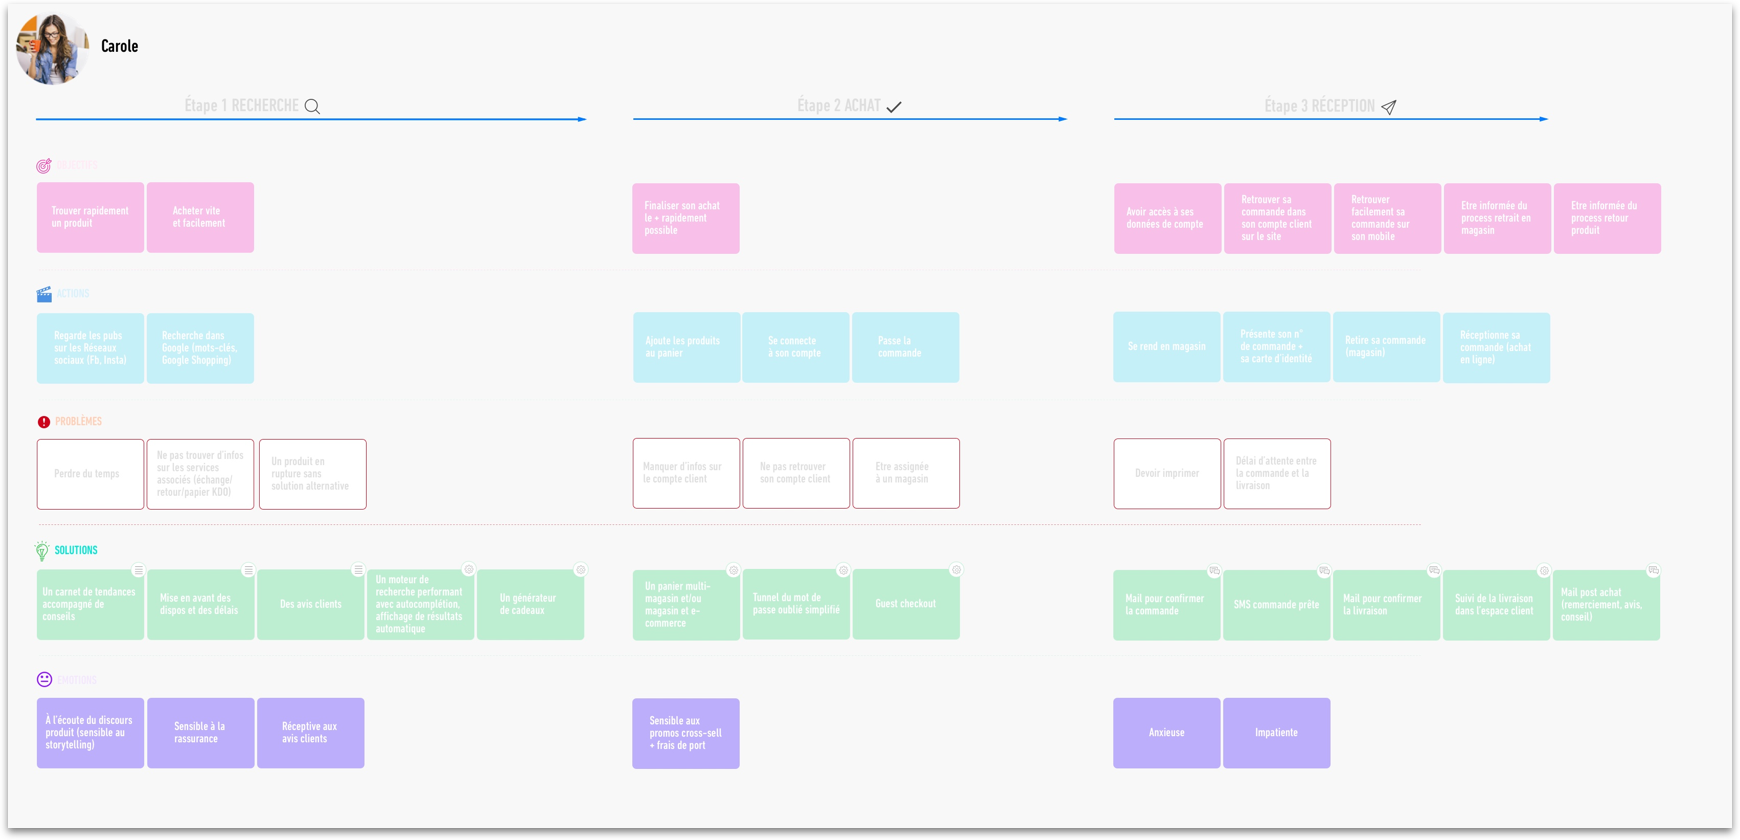 Carole
Étape 1 RECHERCHE
Étape 2 ACHAT
Étape 3 RÉCEPTION
OBJECTIFS
Trouver rapidement
un produit
Acheter vite
et facilement
Finaliser son achat
le + rapidement
possible
Avoir accès à ses
données de compte
Retrouver sa
commande dans
son compte client
sur le site
Retrouver
facilement sa
commande sur
son mobile
Etre informée du
process retrait en
magasin
Etre informée du
process retour
produit
ACTIONS
Regarde les pubs
sur les Réseaux
sociaux (Fb, Insta)
Recherche dans
Google (mots-clés,
Google Shopping)
Ajoute les produits
au panier
Se connecte
à son compte
Passe la
commande
Se rend en magasin
Présente son n°
de commande +
sa carte d'identité
Retire sa commande
(magasin)
Réceptionne sa
commande (achat
en ligne)
PROBLÈMES
Perdre du temps
Ne pas trouver d'infos
sur les services
associés (échange/
retour/papier KDO)
Un produit en
rupture sans
solution alternative
Manquer d'infos sur
le compte client
Ne pas retrouver
son compte client
Etre assignée
à un magasin
Devoir imprimer
Délai d'attente entre
la commande et la
livraison
SOLUTIONS
Un carnet de tendances
accompagné de
conseils
Mise en avant des
dispos et des délais
Des avis clients
Un moteur de
recherche performant
avec autocomplétion,
affichage de résultats
automatique
Un générateur
de cadeaux
Un panier multi-
magasin et/ou
magasin et e-
commerce
Tunnel du mot de
passe oublié simplifié
Guest checkout
Mail pour confirmer
la commande
SMS commande prête
Mail pour confirmer
la livraison
Suivi de la livraison
dans l'espace client
Mail post achat
(remerciement, avis,
conseil)
EMOTIONS
À l'écoute du discours
produit (sensible au
storytelling)
Sensible à la
rassurance
Réceptive aux
avis clients
Sensible aux
promos cross-sell
+ frais de port
Anxieuse
Impatiente